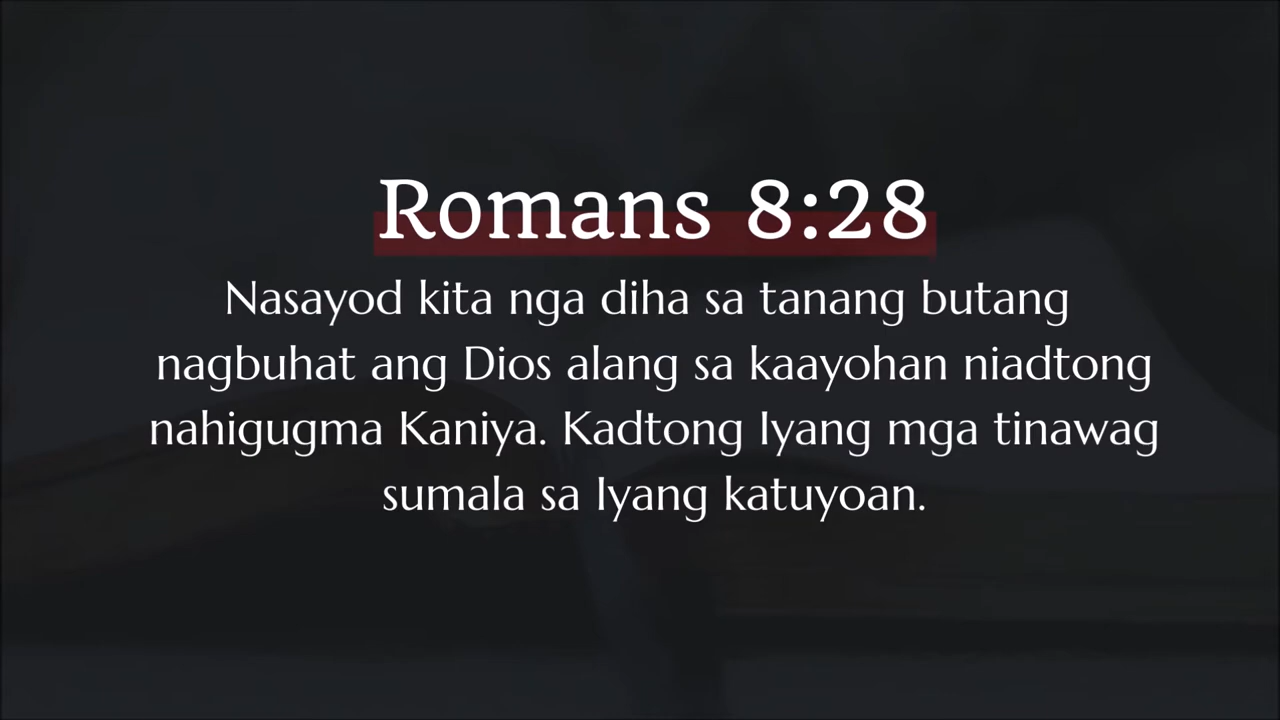 Romans 8:28
Nasayod kita nga diha sa tanang butang
nagbuhat ang Dios alang sa kaayohan niadtong
nahigugma Kaniya. Kadtong Iyang mga tinawag
sumala sa Iyang katuyoan.